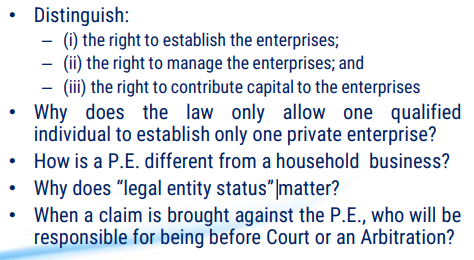 • Distinguish:
– (i) the right to establish the enterprises;
– (ii) the right to manage the enterprises; and
– (iii) the right to contribute capital to the enterprises
• Why does the law only allow one qualified
individual to establish only one private enterprise?
• How is a P.E. different from a household business?
• Why does “legal entity status” matter?
• When a claim is brought against the P.E., who will be
responsible for being before Court or an Arbitration?